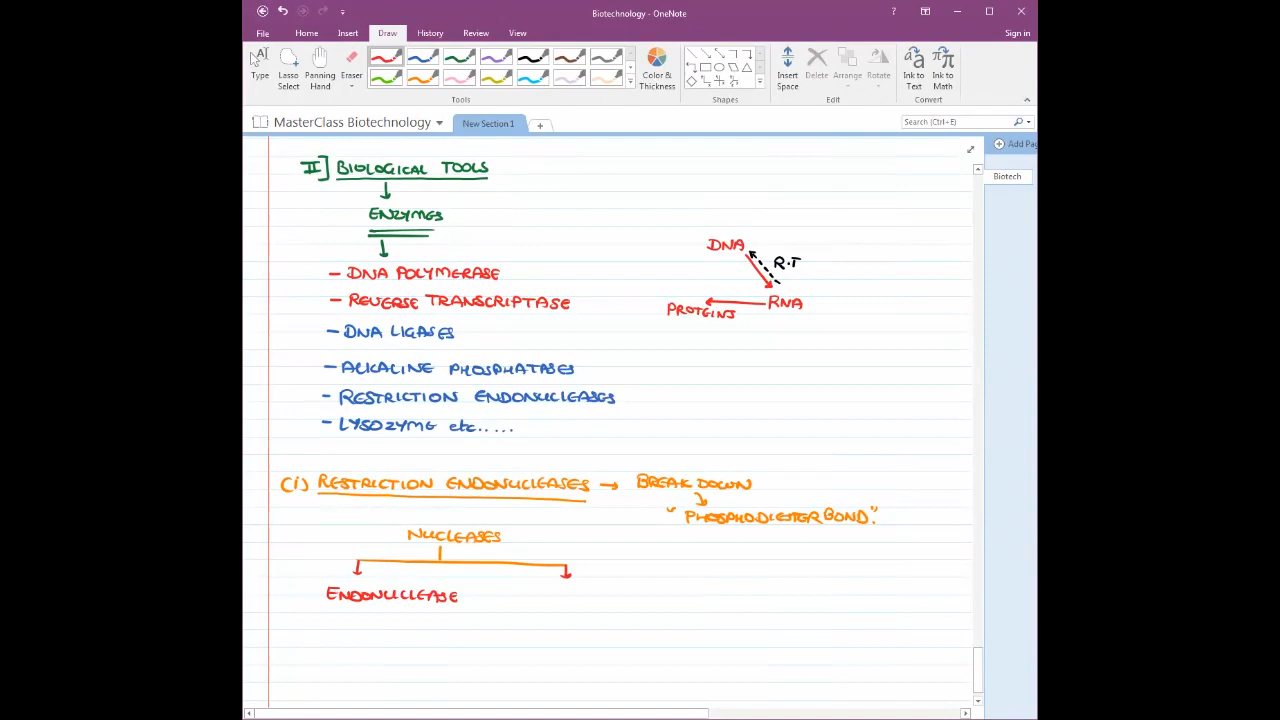 Biotechnology - OneNote
?
File
Home
Insert
Draw
History
Review
View
Sign in
Type
Lasso Select
Panning Hand
Eraser
Color & Thickness
Insert Space
Delete
Arrange
Rotate
Ink to Text
Ink to Math
Tools
Shapes
Edit
Convert
MasterClass Biotechnology
New Section 1
Search (Ctrl+E)
Add Pag
Biotech
II] BIOLOGICAL TOOLS
ENZYMES
- DNA POLYMERASE
- REVERSE TRANSCRIPTASE
- DNA LIGASES
- ALKALINE PHOSPHATASES
- RESTRICTION ENDONUCLEASES
- LYSOZYME etc.....
DNA
R.T
RNA
PROTEINS
(i) RESTRICTION ENDONUCLEASES → BREAK DOWN
" PHOSPHODIESTER BOND."
NUCLEASES
ENDONUCLEASE